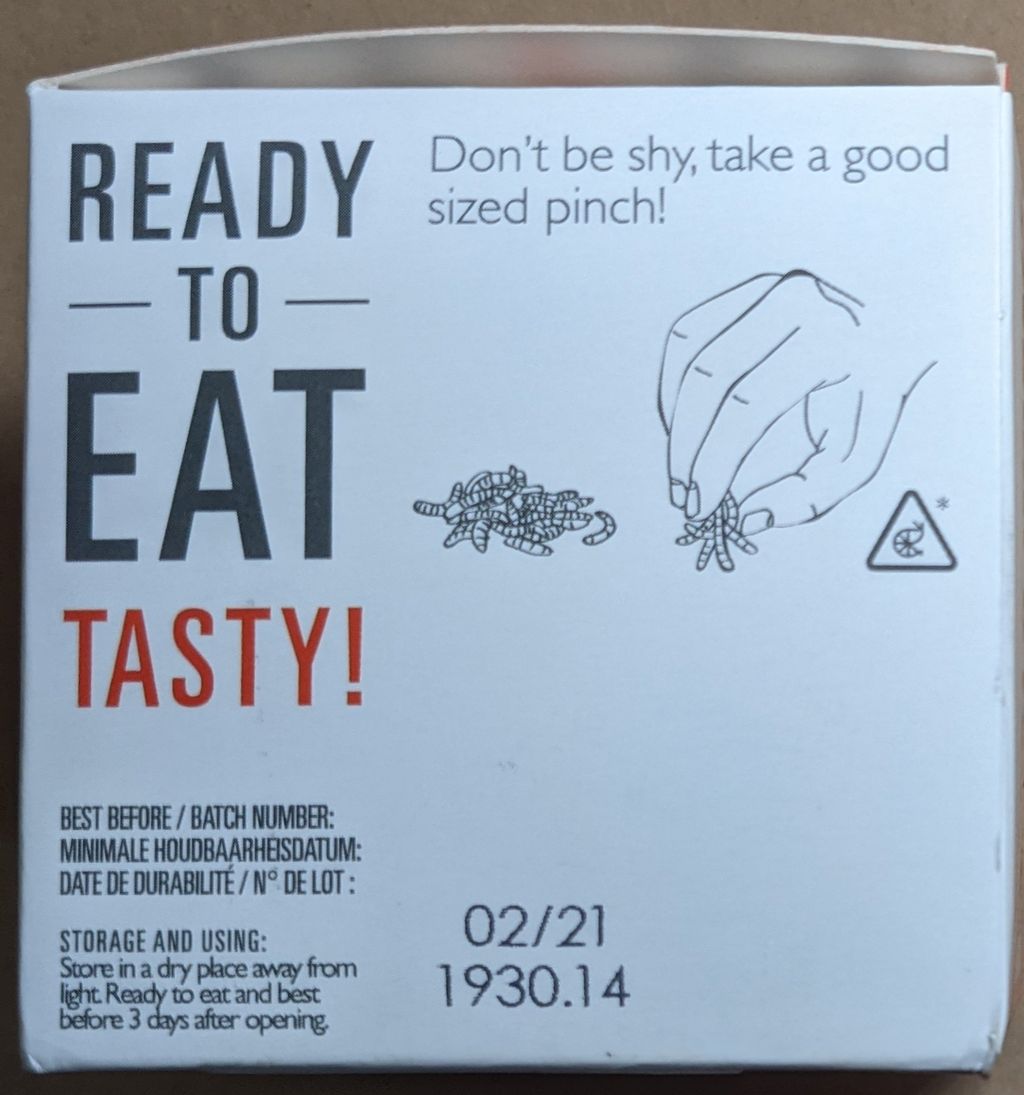 READY
TO
EAT
TASTY!
Don't be shy, take a good
sized pinch!
*
BEST BEFORE / BATCH NUMBER:
MINIMALE HOUDBAARHEISDATUM:
DATE DE DURABILITÉ / N° DE LOT :
02/21
1930.14
STORAGE AND USING:
Store in a dry place away from
light. Ready to eat and best
before 3 days after opening.